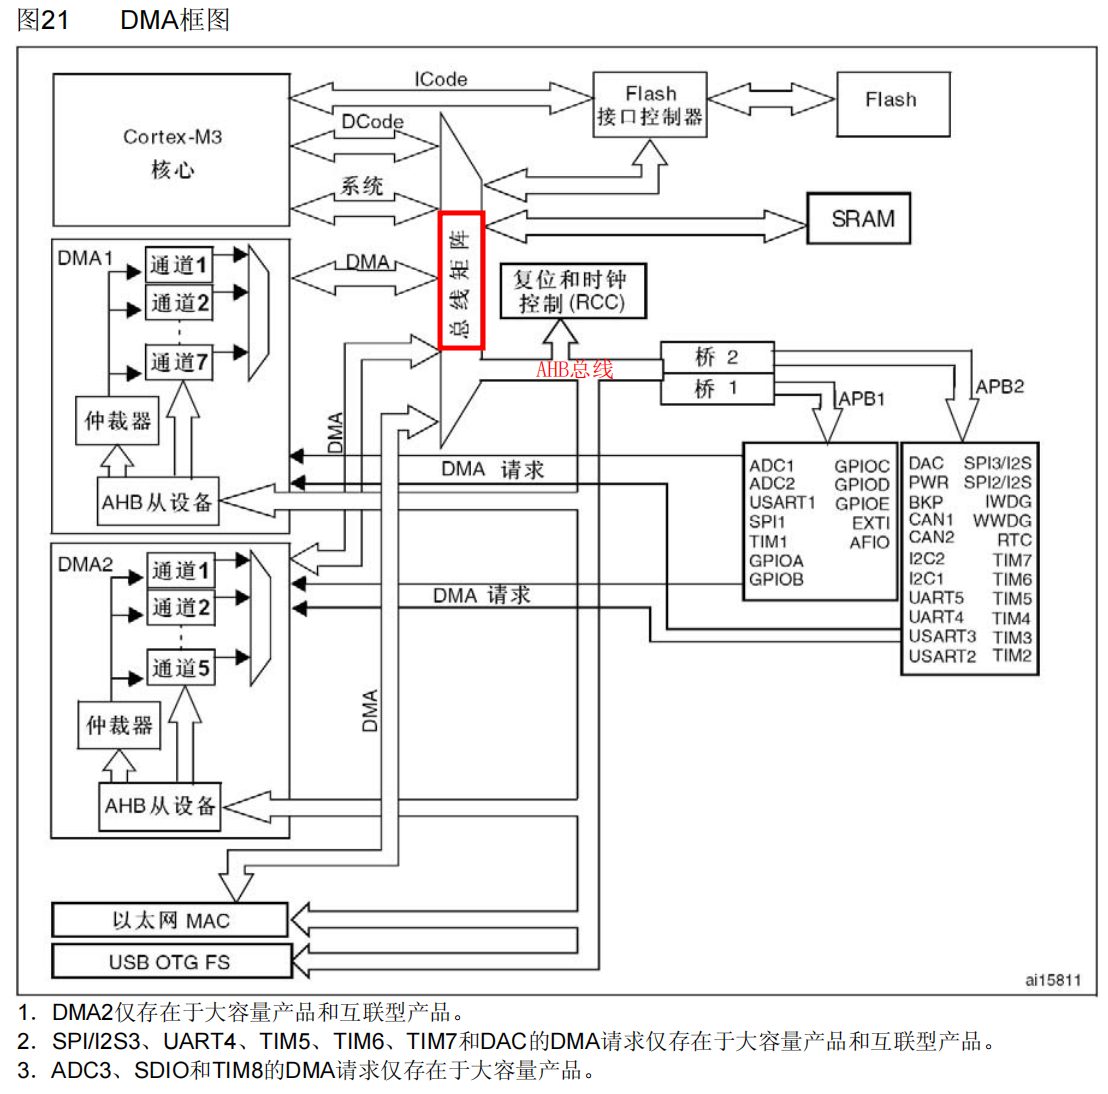 图21 DMA框图
ICode
Cortex-M3
核心
Flash
接口控制器
Flash
DCode
系统
SRAM
总线矩阵
DMA1
通道1
通道2
通道7
仲裁器
AHB从设备
DMA
复位和时钟
控制(RCC)
AHB总线
桥 2
桥 1
APB1
APB2
DMA
DMA 请求
ADC1 GPIOC
ADC2 GPIOD
USART1 GPIOE
SPI1 EXTI
TIM1 AFIO
GPIOA
GPIOB
DAC SPI3/I2S
PWR SPI2/I2S
BKP IWDG
CAN1 WWDG
CAN2 RTC
I2C2 TIM7
I2C1 TIM6
UART5 TIM5
UART4 TIM4
USART3 TIM3
USART2 TIM2
DMA2
通道1
通道2
通道5
仲裁器
AHB从设备
DMA 请求
DMA
以太网 MAC
USB OTG FS
ai15811
1. DMA2仅存在于大容量产品和互联型产品。
2. SPI/I2S3、UART4、TIM5、TIM6、TIM7和DAC的DMA请求仅存在于大容量产品和互联型产品。
3. ADC3、SDIO和TIM8的DMA请求仅存在于大容量产品。